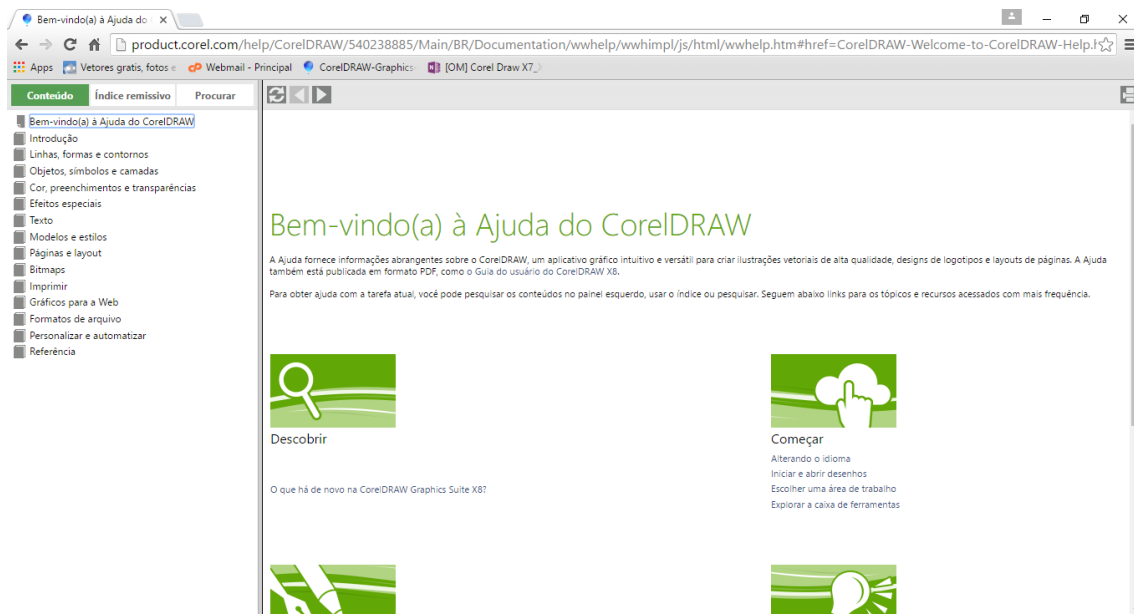 Bem-vindo(a) à Ajuda do
product.corel.com/help/CorelDRAW/540238885/Main/BR/Documentation/wwhelp/wwhimpl/js/html/wwhelp.htm#href=CorelDRAW-Welcome-to-CorelDRAW-Help.h
Apps Vetores gratis, fotos e Webmail - Principal CorelDRAW-Graphics- [OM] Corel Draw X7_
Conteúdo Índice remissivo Procurar
Bem-vindo(a) à Ajuda do CorelDRAW
Introdução
Linhas, formas e contornos
Objetos, símbolos e camadas
Cor, preenchimentos e transparências
Efeitos especiais
Texto
Modelos e estilos
Páginas e layout
Bitmaps
Imprimir
Gráficos para a Web
Formatos de arquivo
Personalizar e automatizar
Referência
Bem-vindo(a) à Ajuda do CorelDRAW
A Ajuda fornece informações abrangentes sobre o CorelDRAW, um aplicativo gráfico intuitivo e versátil para criar ilustrações vetoriais de alta qualidade, designs de logotipos e layouts de páginas. A Ajuda
também está publicada em formato PDF, como o Guia do usuário do CorelDRAW X8.
Para obter ajuda com a tarefa atual, você pode pesquisar os conteúdos no painel esquerdo, usar o índice ou pesquisar. Seguem abaixo links para os tópicos e recursos acessados com mais frequência.
Descobrir
O que há de novo na CorelDRAW Graphics Suite X8?
Começar
Alterando o idioma
Iniciar e abrir desenhos
Escolher uma área de trabalho
Explorar a caixa de ferramentas